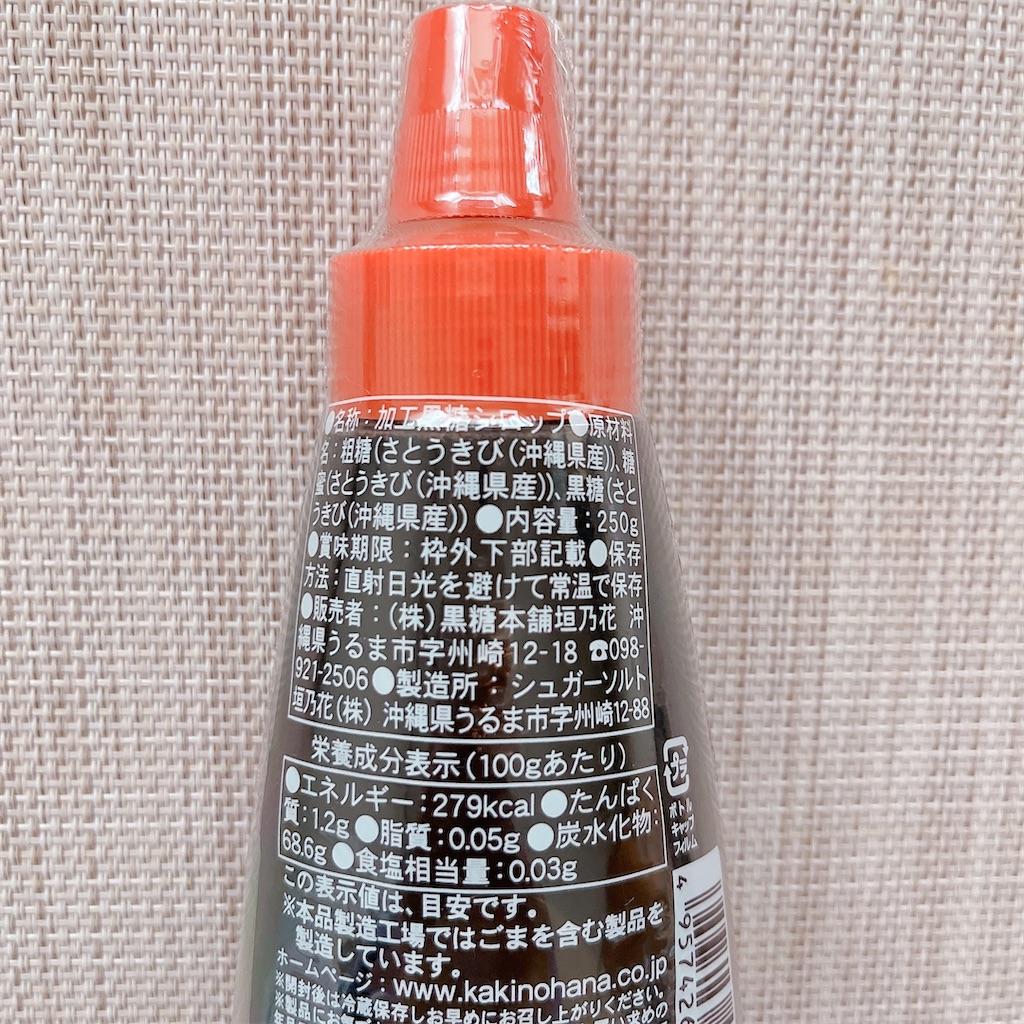 ●名称：加工黒糖シロップ●原材料
名：粗糖(さとうきび(沖縄県産))、糖
蜜(さとうきび(沖縄県産))、黒糖(さと
うきび(沖縄県産)) ●内容量：250g
●賞味期限：枠外下部記載●保存
方法：直射日光を避けて常温で保存
●販売者：(株)黒糖本舗垣乃花 沖
縄県うるま市字州崎12-18 ☎098-
921-2506 ●製造所：シュガーソルト
垣乃花(株) 沖縄県うるま市字州崎12-88
栄養成分表示(100gあたり)
●エネルギー：279kcal ●たんぱく
質：1.2g ●脂質：0.05g ●炭水化物：
68.6g ●食塩相当量：0.03g
この表示値は、目安です。
※本品製造工場ではごまを含む製品を
製造しています。
ホームページ：www.kakinohana.co.jp
※開封後は冷蔵保存しお早めにお召し上がりください。
※製品にお気
プラ
ボトル
キャップ
フィルム
4 957426